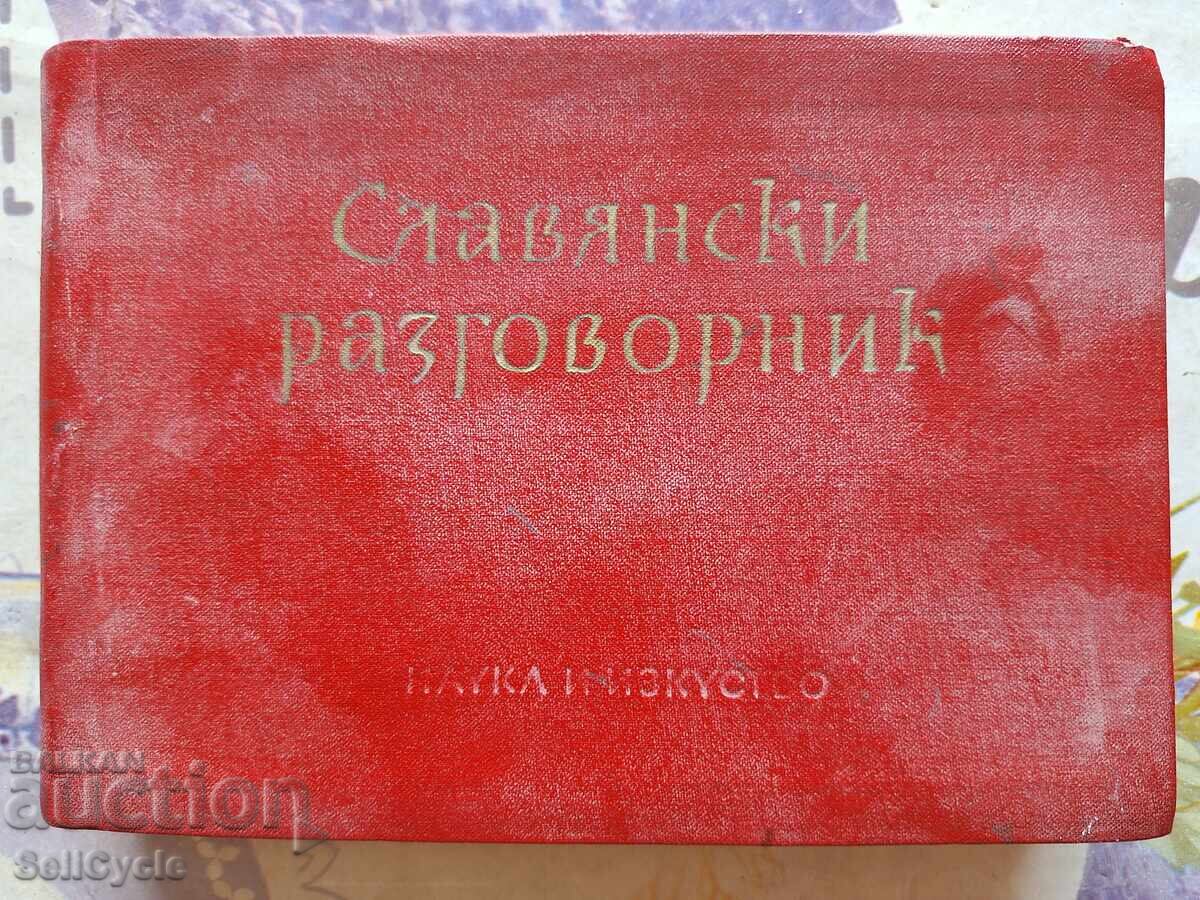 Славянски
разговорник
НАУКА И ИЗКУСТВО
BALKAN
auction
SellCycle